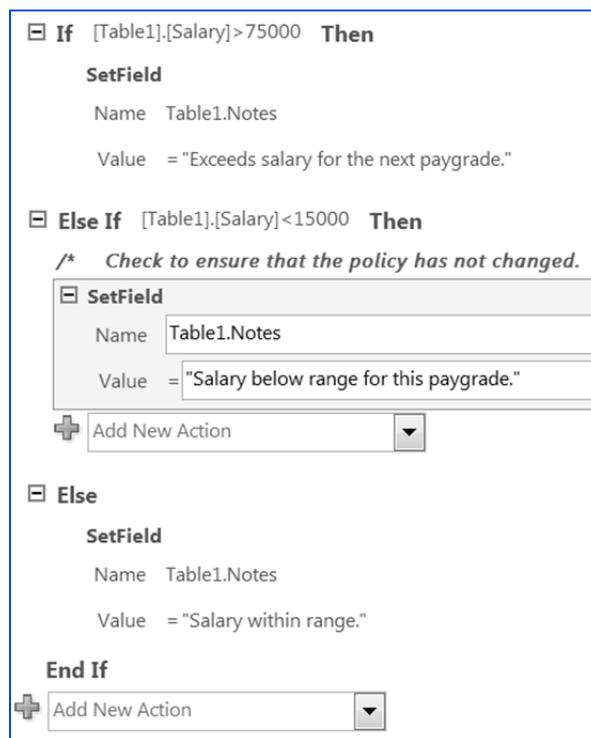 If [Table1].[Salary]>75000 Then
SetField
Name Table1.Notes
Value = "Exceeds salary for the next paygrade."
Else If [Table1].[Salary]<15000 Then
/* Check to ensure that the policy has not changed.
SetField
Name Table1.Notes
Value = "Salary below range for this paygrade."
Add New Action
Else
SetField
Name Table1.Notes
Value = "Salary within range."
End If
Add New Action